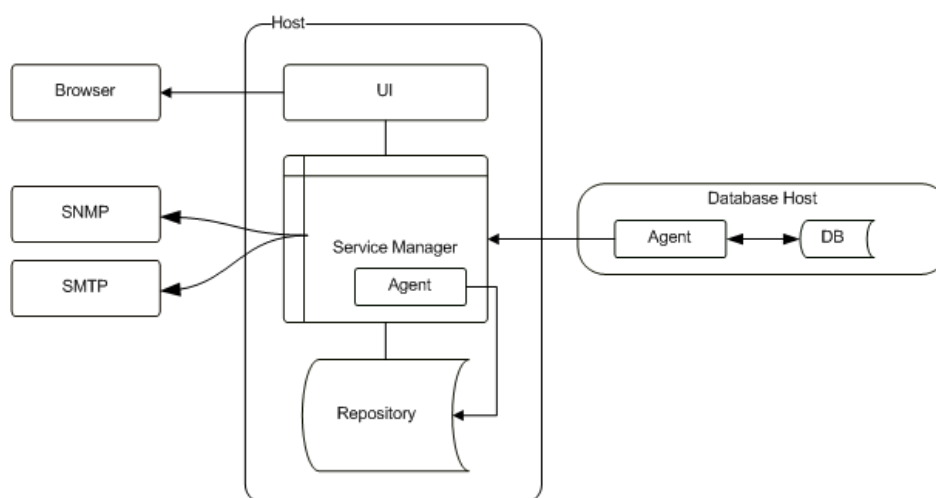 Host
Browser
UI
SNMP
SMTP
Service Manager
Agent
Repository
Database Host
Agent
DB